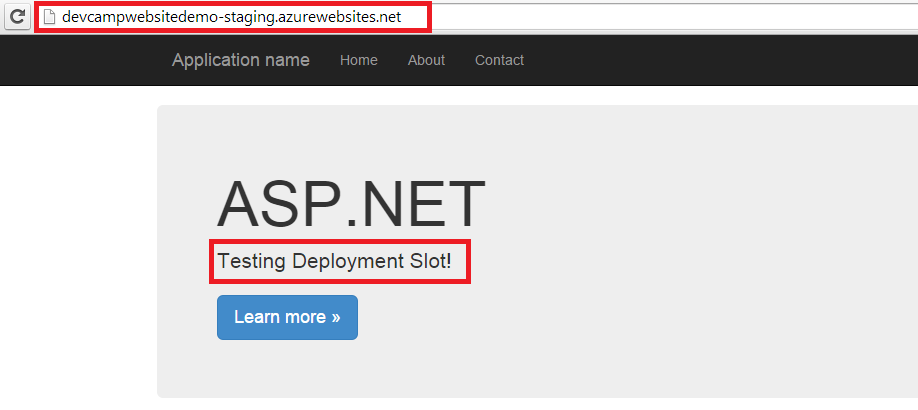 devcampwebsitedemo-staging.azurewebsites.net
Application name Home About Contact
ASP.NET
Testing Deployment Slot!
Learn more »